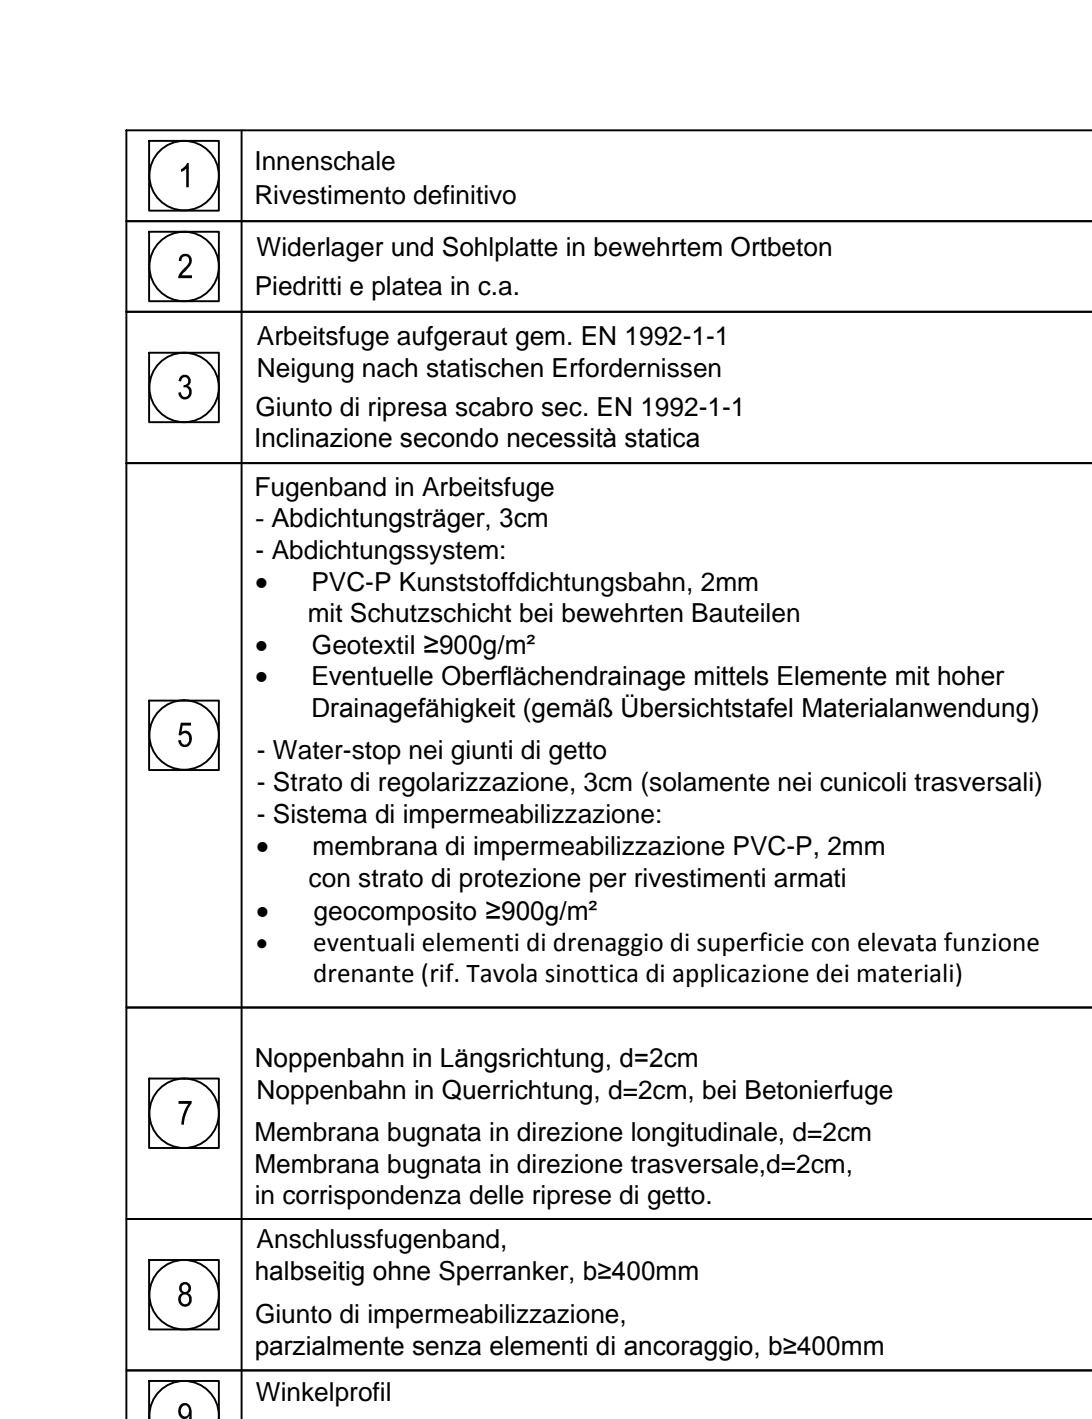 1
Innenschale
Rivestimento definitivo
2
Widerlager und Sohlplatte in bewehrtem Ortbeton
Piedritti e platea in c.a.
3
Arbeitsfuge aufgeraut gem. EN 1992-1-1
Neigung nach statischen Erfordernissen
Giunto di ripresa scabro sec. EN 1992-1-1
Inclinazione secondo necessità statica
5
Fugenband in Arbeitsfuge
- Abdichtungsträger, 3cm
- Abdichtungssystem:
• PVC-P Kunststoffdichtungsbahn, 2mm
mit Schutzschicht bei bewehrten Bauteilen
• Geotextil ≥900g/m²
• Eventuelle Oberflächendrainage mittels Elemente mit hoher
Drainagefähigkeit (gemäß Übersichtstafel Materialanwendung)
- Water-stop nei giunti di getto
- Strato di regolarizzazione, 3cm (solamente nei cunicoli trasversali)
- Sistema di impermeabilizzazione:
• membrana di impermeabilizzazione PVC-P, 2mm
con strato di protezione per rivestimenti armati
• geocomposito ≥900g/m²
• eventuali elementi di drenaggio di superficie con elevata funzione
drenante (rif. Tavola sinottica di applicazione dei materiali)
7
Noppenbahn in Längsrichtung, d=2cm
Noppenbahn in Querrichtung, d=2cm, bei Betonierfuge
Membrana bugnata in direzione longitudinale, d=2cm
Membrana bugnata in direzione trasversale,d=2cm,
in corrispondenza delle riprese di getto.
8
Anschlussfugenband,
halbseitig ohne Sperranker, b≥400mm
Giunto di impermeabilizzazione,
parzialmente senza elementi di ancoraggio, b≥400mm
9
Winkelprofil